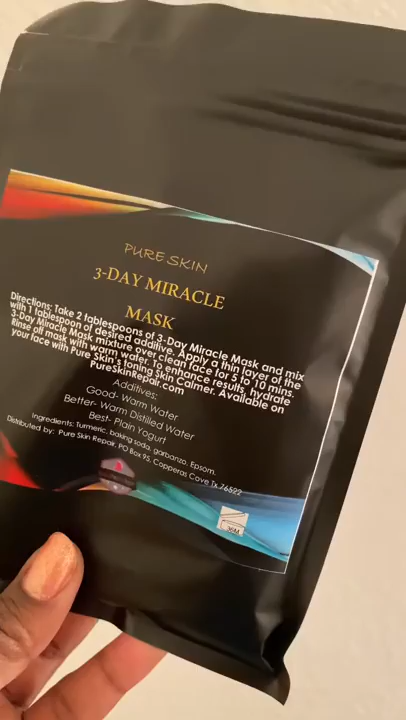 PURE SKIN
3-DAY MIRACLE
MASK
Directions: Take 2 tablespoons of 3-Day Miracle Mask and mix
with 1 tablespoon of desired additive. Apply a thin layer of the
3-Day Miracle Mask mixture over clean face for 5 to 10 mins.
Rinse off mask with warm water. To enhance results, hydrate
your face with Pure Skin's Toning Skin Calmer. Available on
PureSkinRepair.com
Additives:
Good- Warm Water
Better- Warm Distilled Water
Best- Plain Yogurt
Ingredients: Turmeric, baking soda, garbanzo, Epsom.
Distributed by: Pure Skin Repair, PO Box 95, Copperas Cove Tx 76522
36M